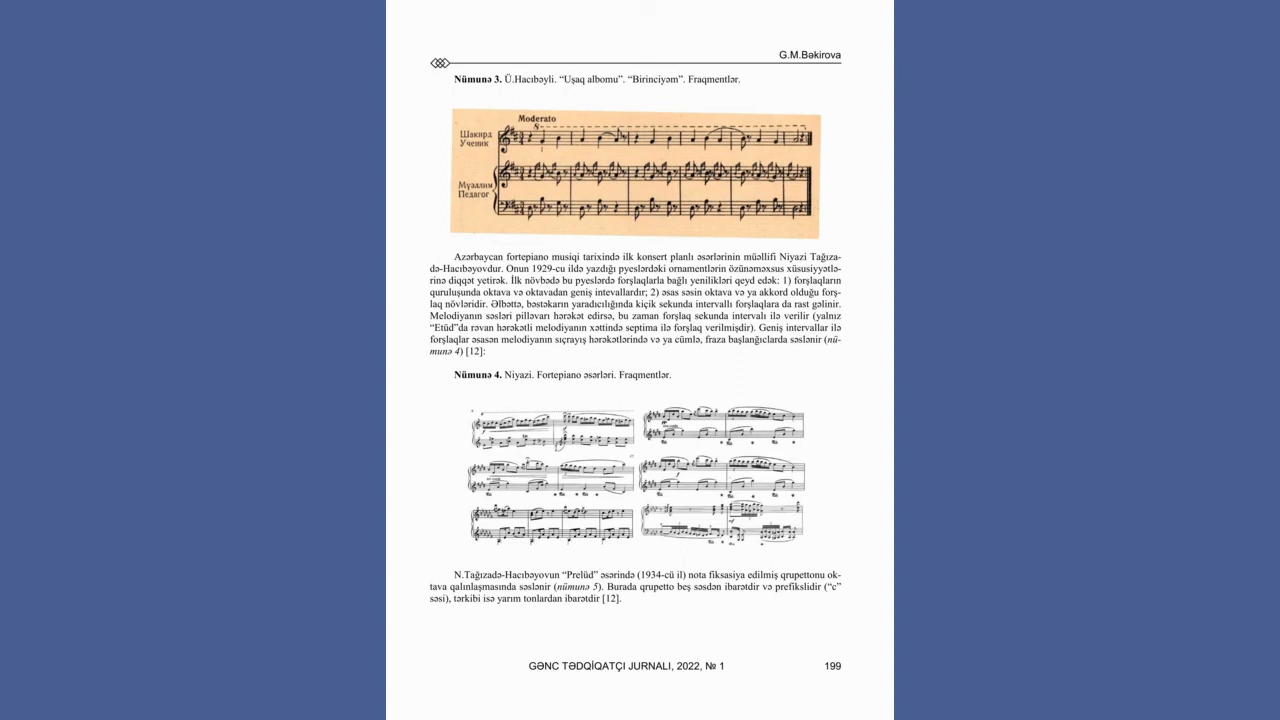 G.M.Bəkirova
Nümunə 3. Ü.Hacıbəyli. “Uşaq albomu”. “Birinciyəm”. Fraqmentlər.
Moderato
8
Шакирд
Ученик
1
Мүәллим
Педагог
Azərbaycan fortepiano musiqi tarixində ilk konsert planlı əsərlərinin müəllifi Niyazi Tağıza-
də-Hacıbəyovdur. Onun 1929-cu ildə yazdığı pyeslərdəki ornamentlərin özünəməxsus xüsusiyyətlə-
rinə diqqət yetirək. İlk növbədə bu pyeslərdə forşlaqlarla bağlı yenilikləri qeyd edək: 1) forşlaqların
quruluşunda oktava və oktavadan geniş intevallardır; 2) əsas səsin oktava və ya akkord olduğu forş-
laq növləridir. Əlbəttə, bəstəkarın yaradıcılığında kiçik sekunda intervallı forşlaqlara da rast gəlinir.
Melodiyanın səsləri pilləvarı hərəkət edirsə, bu zaman forşlaq sekunda intervalı ilə verilir (yalnız
“Etüd”da rəvan hərəkətli melodiyanın xəttində septima ilə forşlaq verilmişdir). Geniş intervallar ilə
forşlaqlar əsasən melodiyanın sıçrayış hərəkətlərində və ya cümlə, fraza başlanğıclarda səslənir (nü-
munə 4) [12]:
Nümunə 4. Niyazi. Fortepiano əsərləri. Fraqmentlər.
N.Tağızadə-Hacıbəyovun “Prelüd” əsərində (1934-cü il) nota fiksasiya edilmiş qrupettonu ok-
tava qalınlaşmasında səslənir (nümunə 5). Burada qrupetto beş səsdən ibarətdir və prefikslidir (“c”
səsi), tərkibi isə yarım tonlardan ibarətdir [12].
GƏNC TƏDQİQATÇI JURNALI, 2022, № 1
199